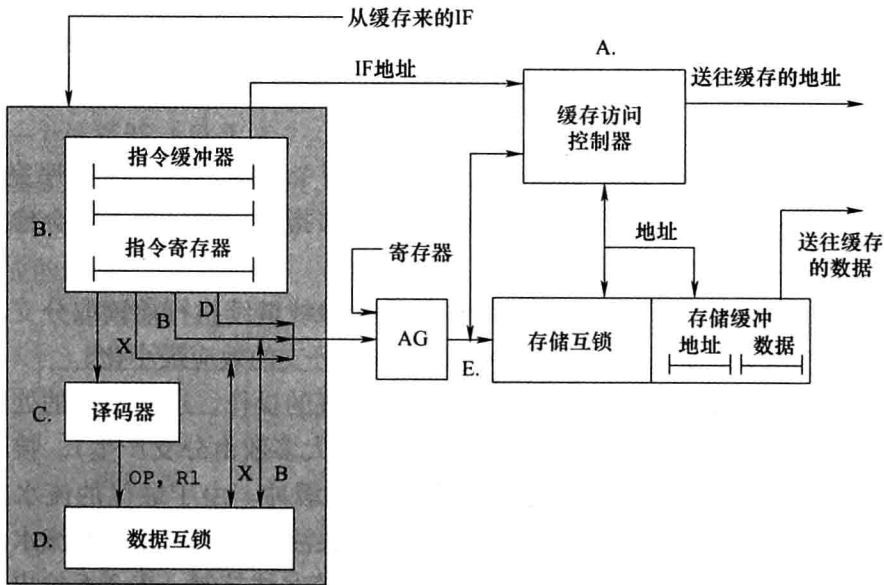 从缓存来的IF
A.
IF地址
送往缓存的地址
缓存访问
控制器
指令缓冲器
B.
指令寄存器
地址
送往缓存
的数据
寄存器
D
B
X
AG
E.
存储互锁
存储缓冲
地址
数据
C.
译码器
OP，R1
X
B
D.
数据互锁